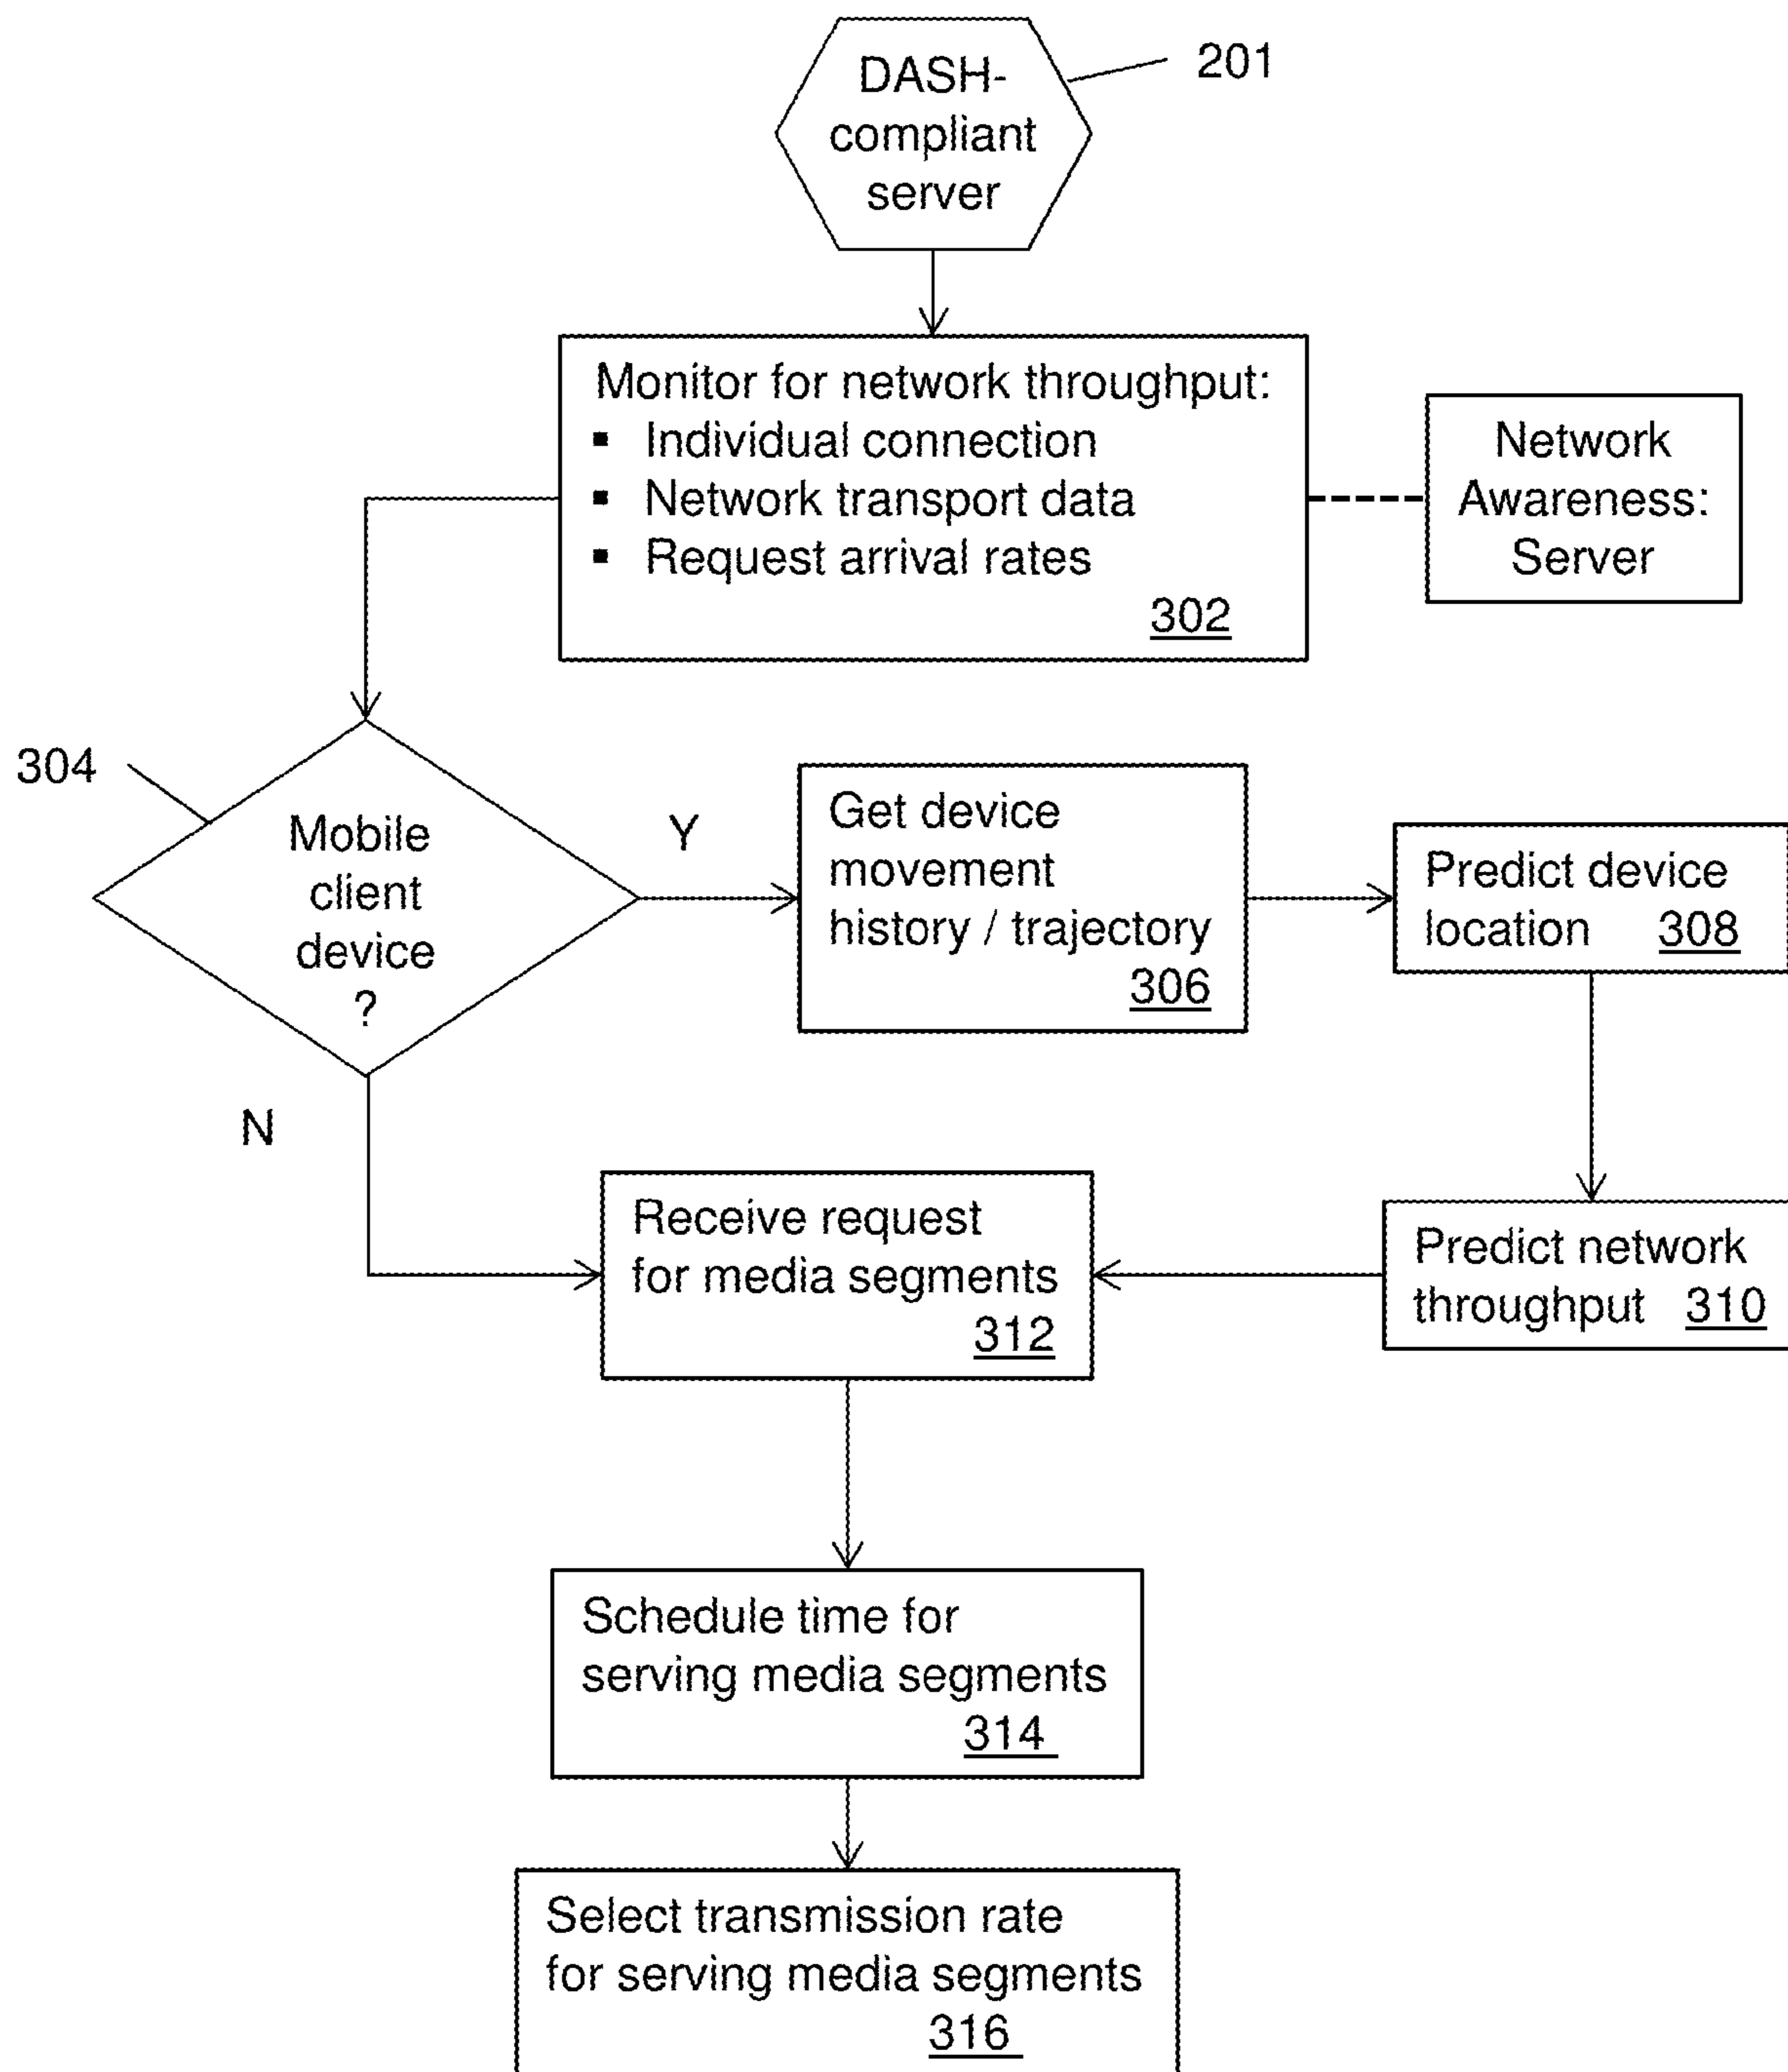 DASH-
compliant
server
201
Monitor for network throughput:
▪ Individual connection
▪ Network transport data
▪ Request arrival rates
302
Network
Awareness:
Server
304
Mobile
client
device
?
Y
N
Get device
movement
history / trajectory
306
Predict device
location 308
Predict network
throughput 310
Receive request
for media segments
312
Schedule time for
serving media segments
314
Select transmission rate
for serving media segments
316